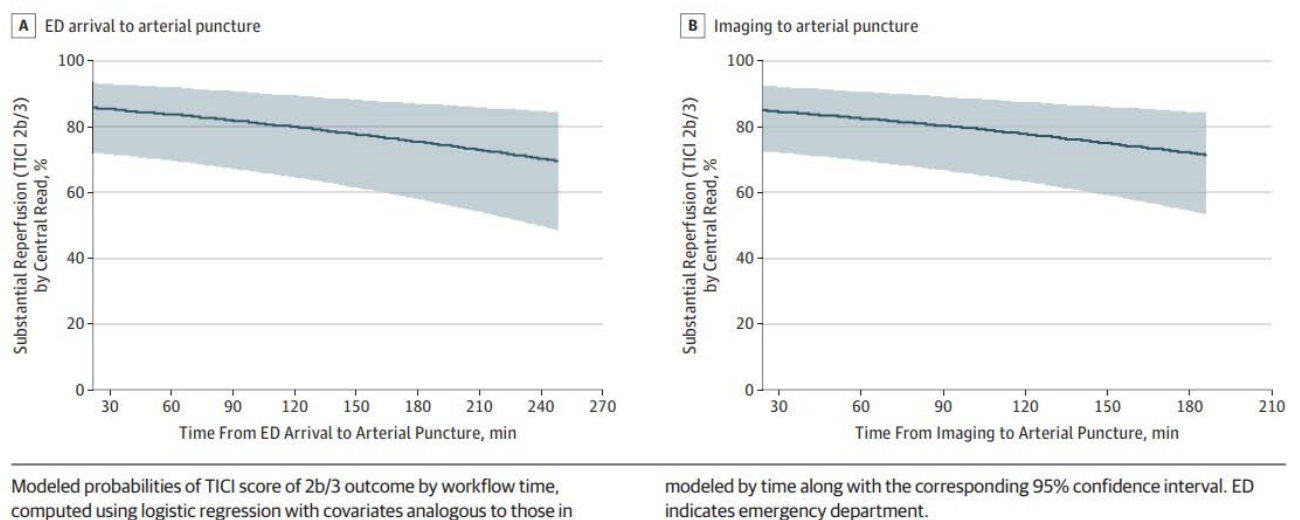 A ED arrival to arterial puncture
100
80
60
40
20
0
Substantial Reperfusion (TICI 2b/3)
by Central Read, %
30 60 90 120 150 180 210 240 270
Time From ED Arrival to Arterial Puncture, min
B Imaging to arterial puncture
100
80
60
40
20
0
Substantial Reperfusion (TICI 2b/3)
by Central Read, %
30 60 90 120 150 180 210
Time From Imaging to Arterial Puncture, min
Modeled probabilities of TICI score of 2b/3 outcome by workflow time,
computed using logistic regression with covariates analogous to those in
modeled by time along with the corresponding 95% confidence interval. ED
indicates emergency department.